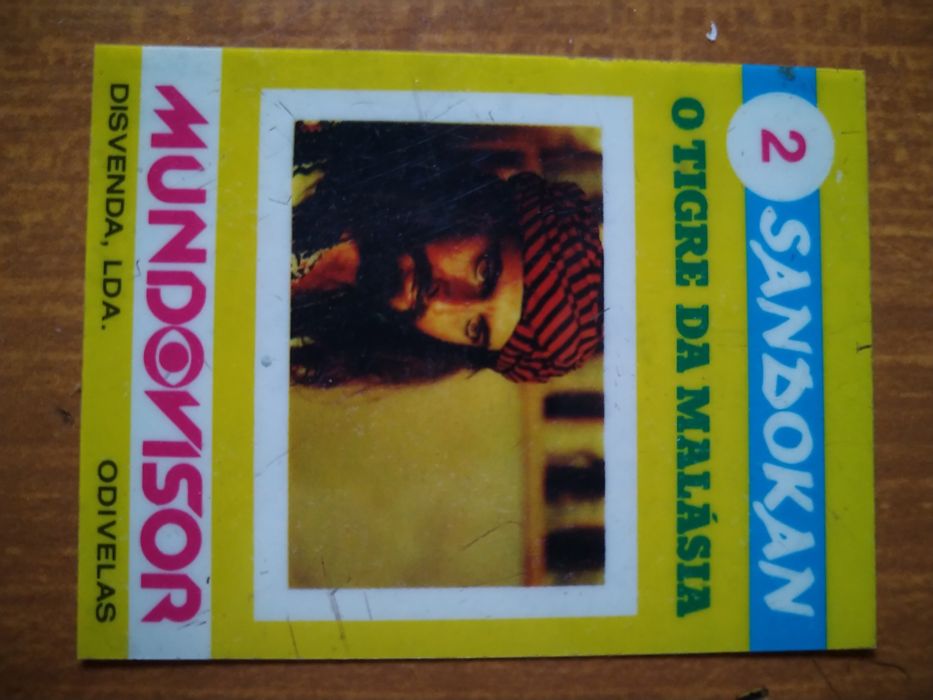 2 SANDOKAN
O TIGRE DA MALÁSIA
MUNDOVISOR
DISVENDA, LDA. ODIVELAS